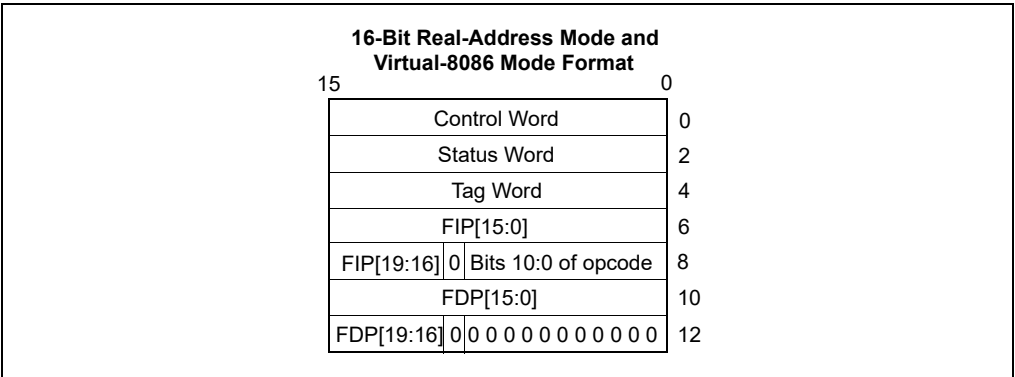 16-Bit Real-Address Mode and
Virtual-8086 Mode Format
15 0
Control Word 0
Status Word 2
Tag Word 4
FIP[15:0] 6
FIP[19:16] 0 Bits 10:0 of opcode 8
FDP[15:0] 10
FDP[19:16] 0 0 0 0 0 0 0 0 0 0 0 0 12